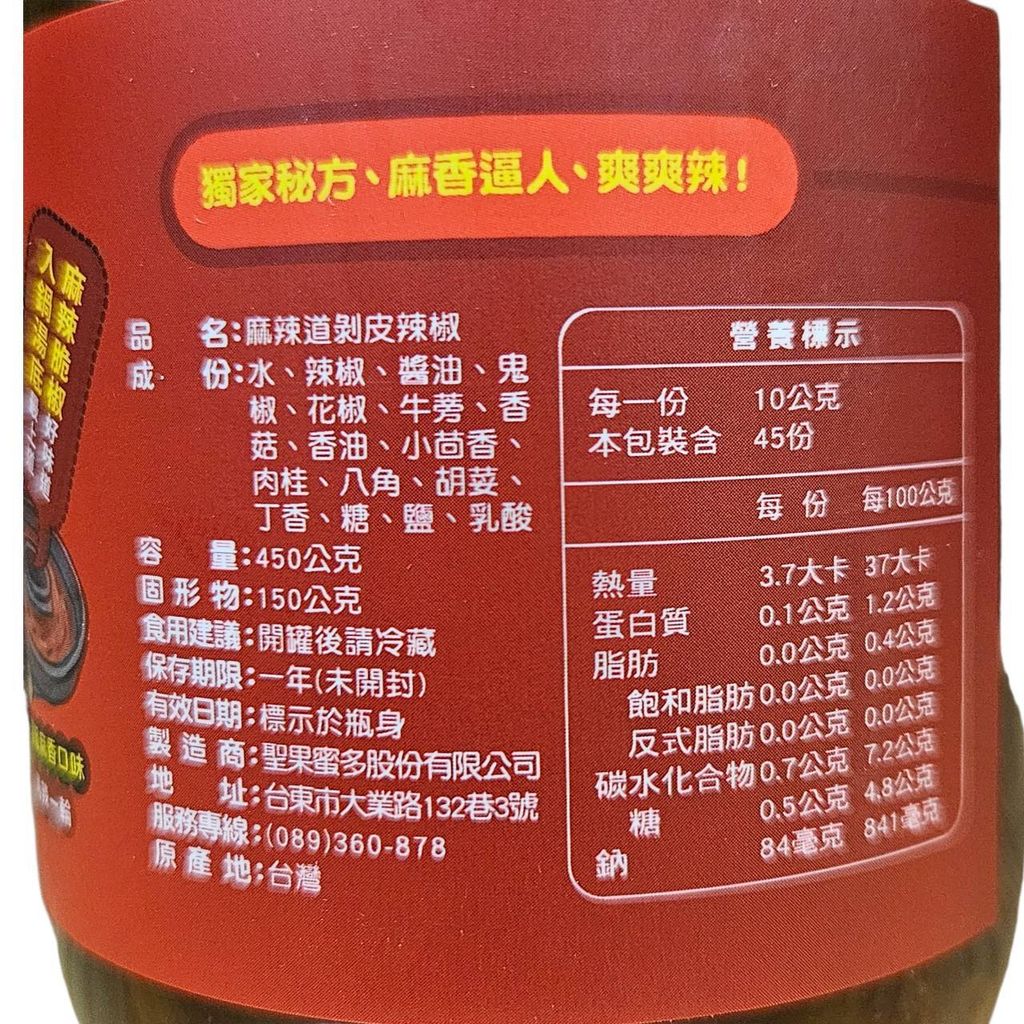 獨家秘方、麻香逼人、爽爽辣!
麻辣脆椒
入鍋
品名:麻辣道剝皮辣椒
成份:水、辣椒、醬油、鬼
椒、花椒、牛蒡、香
菇、香油、小茴香、
肉桂、八角、胡荽、
丁香、糖、鹽、乳酸
容量:450公克
固形物:150公克
食用建議:開罐後請冷藏
保存期限:一年(未開封)
有效日期:標示於瓶身
製造商:聖果蜜多股份有限公司
地址:台東市大業路132巷3號
服務專線:(089)360-878
原產地:台灣
營養標示
每一份 10公克
本包裝含 45份
每份 每100公克
熱量 3.7大卡 37大卡
蛋白質 0.1公克 1.2公克
脂肪 0.0公克 0.4公克
飽和脂肪 0.0公克 0.0公克
反式脂肪 0.0公克 0.0公克
碳水化合物 0.7公克 7.2公克
糖 0.5公克 4.8公克
鈉 84毫克 841毫克
香口味